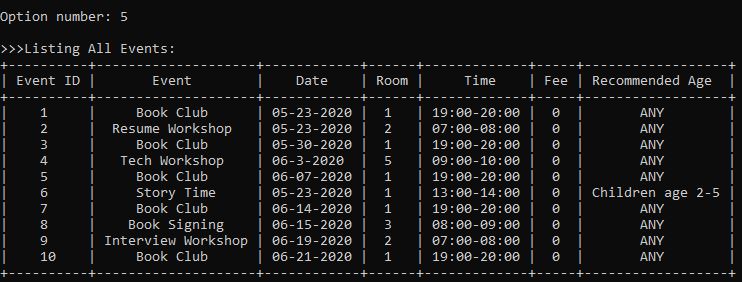 Option number: 5
>>>Listing All Events:
+----------+--------------------+------------+------+-------------+-----+------------------+
| Event ID |       Event        |    Date    | Room |    Time     | Fee | Recommended Age  |
+----------+--------------------+------------+------+-------------+-----+------------------+
|    1     |     Book Club      | 05-23-2020 |  1   | 19:00-20:00 |  0  |       ANY        |
|    2     |  Resume Workshop   | 05-23-2020 |  2   | 07:00-08:00 |  0  |       ANY        |
|    3     |     Book Club      | 05-30-2020 |  1   | 19:00-20:00 |  0  |       ANY        |
|    4     |   Tech Workshop    | 06-3-2020  |  5   | 09:00-10:00 |  0  |       ANY        |
|    5     |     Book Club      | 06-07-2020 |  1   | 19:00-20:00 |  0  |       ANY        |
|    6     |     Story Time     | 05-23-2020 |  1   | 13:00-14:00 |  0  | Children age 2-5 |
|    7     |     Book Club      | 06-14-2020 |  1   | 19:00-20:00 |  0  |       ANY        |
|    8     |    Book Signing    | 06-15-2020 |  3   | 08:00-09:00 |  0  |       ANY        |
|    9     | Interview Workshop | 06-19-2020 |  2   | 07:00-08:00 |  0  |       ANY        |
|    10    |     Book Club      | 06-21-2020 |  1   | 19:00-20:00 |  0  |       ANY        |
+----------+--------------------+------------+------+-------------+-----+------------------+